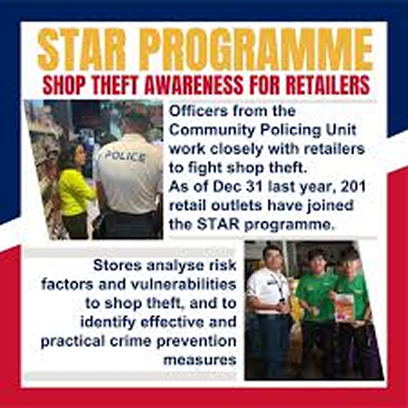 STAR PROGRAMME
SHOP THEFT AWARENESS FOR RETAILERS
Officers from the
Community Policing Unit
work closely with retailers
to fight shop theft.
As of Dec 31 last year, 201
retail outlets have joined
the STAR programme.
POLICE
Stores analyse risk
factors and vulnerabilities
to shop theft, and to
identify effective and
practical crime prevention
measures